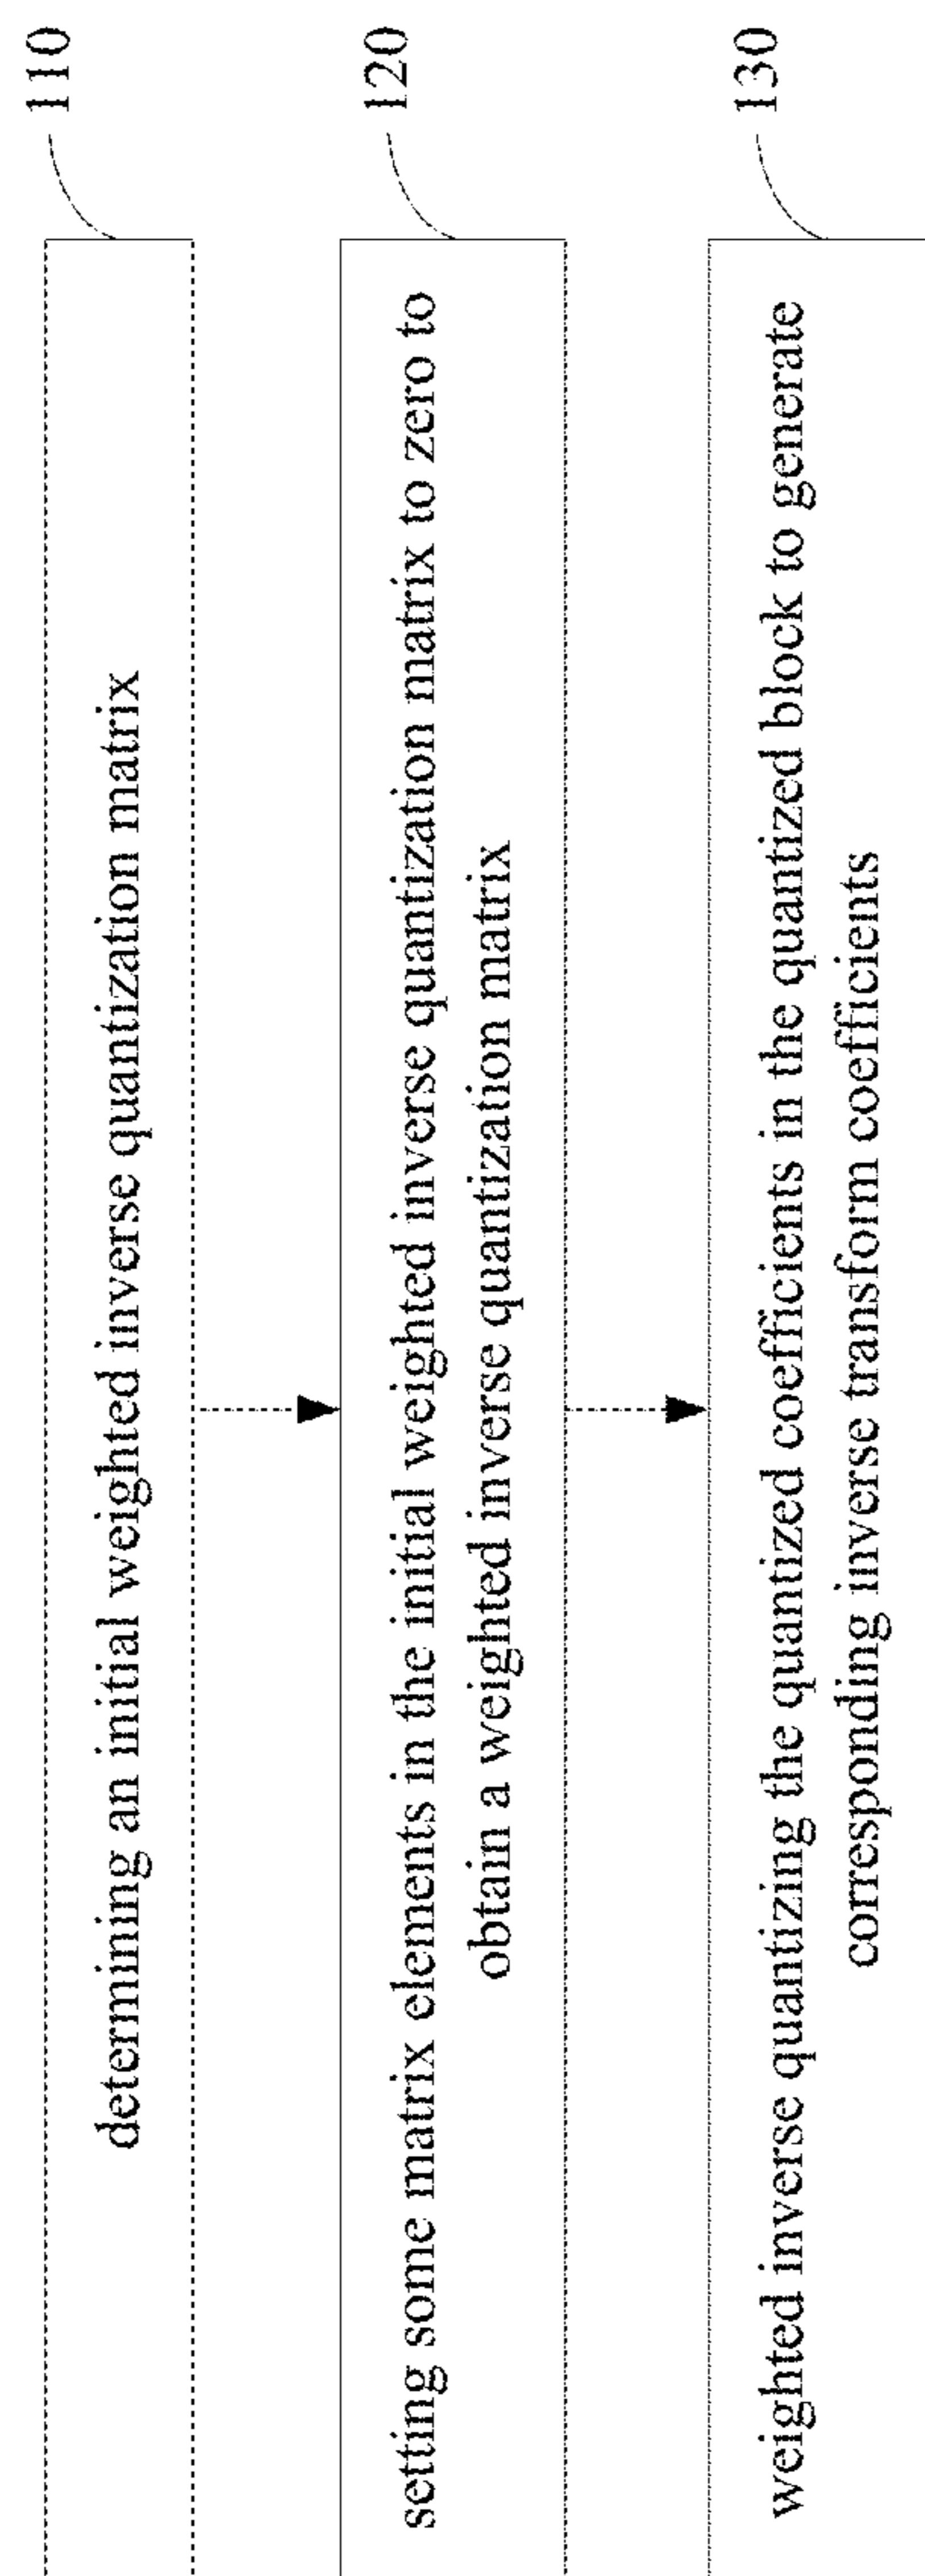 110
determining an initial weighted inverse quantization matrix
120
setting some matrix elements in the initial weighted inverse quantization matrix to zero to
obtain a weighted inverse quantization matrix
130
weighted inverse quantizing the quantized coefficients in the quantized block to generate
corresponding inverse transform coefficients